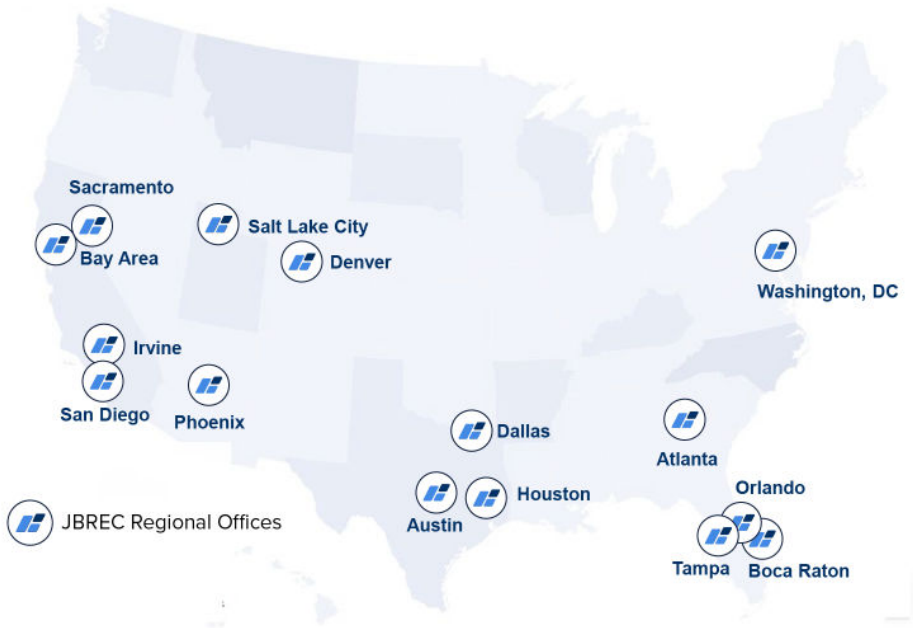 Sacramento
Salt Lake City
Bay Area
Denver
Washington, DC
Irvine
San Diego
Phoenix
Dallas
Atlanta
Houston
Orlando
Austin
JBREC Regional Offices
Tampa
Boca Raton